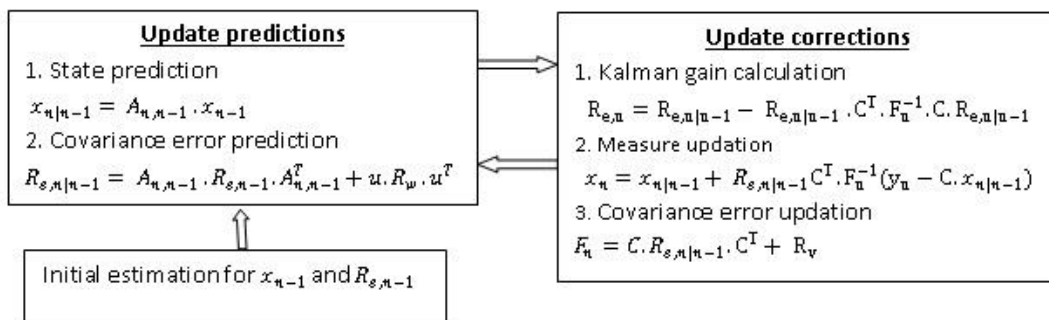 Update predictions
1. State prediction
x_{n|n-1} = A_{n,n-1} . x_{n-1}
2. Covariance error prediction
R_{e,n|n-1} = A_{n,n-1} . R_{e,n-1} . A_{n,n-1}^T + u. R_w . u^T
Initial estimation for x_{n-1} and R_{e,n-1}
Update corrections
1. Kalman gain calculation
R_{e,n} = R_{e,n|n-1} − R_{e,n|n-1} . C^T . F_n^{-1} . C. R_{e,n|n-1}
2. Measure updation
x_n = x_{n|n-1} + R_{e,n|n-1} C^T . F_n^{-1} (y_n − C. x_{n|n-1})
3. Covariance error updation
F_n = C. R_{e,n|n-1} . C^T + R_v